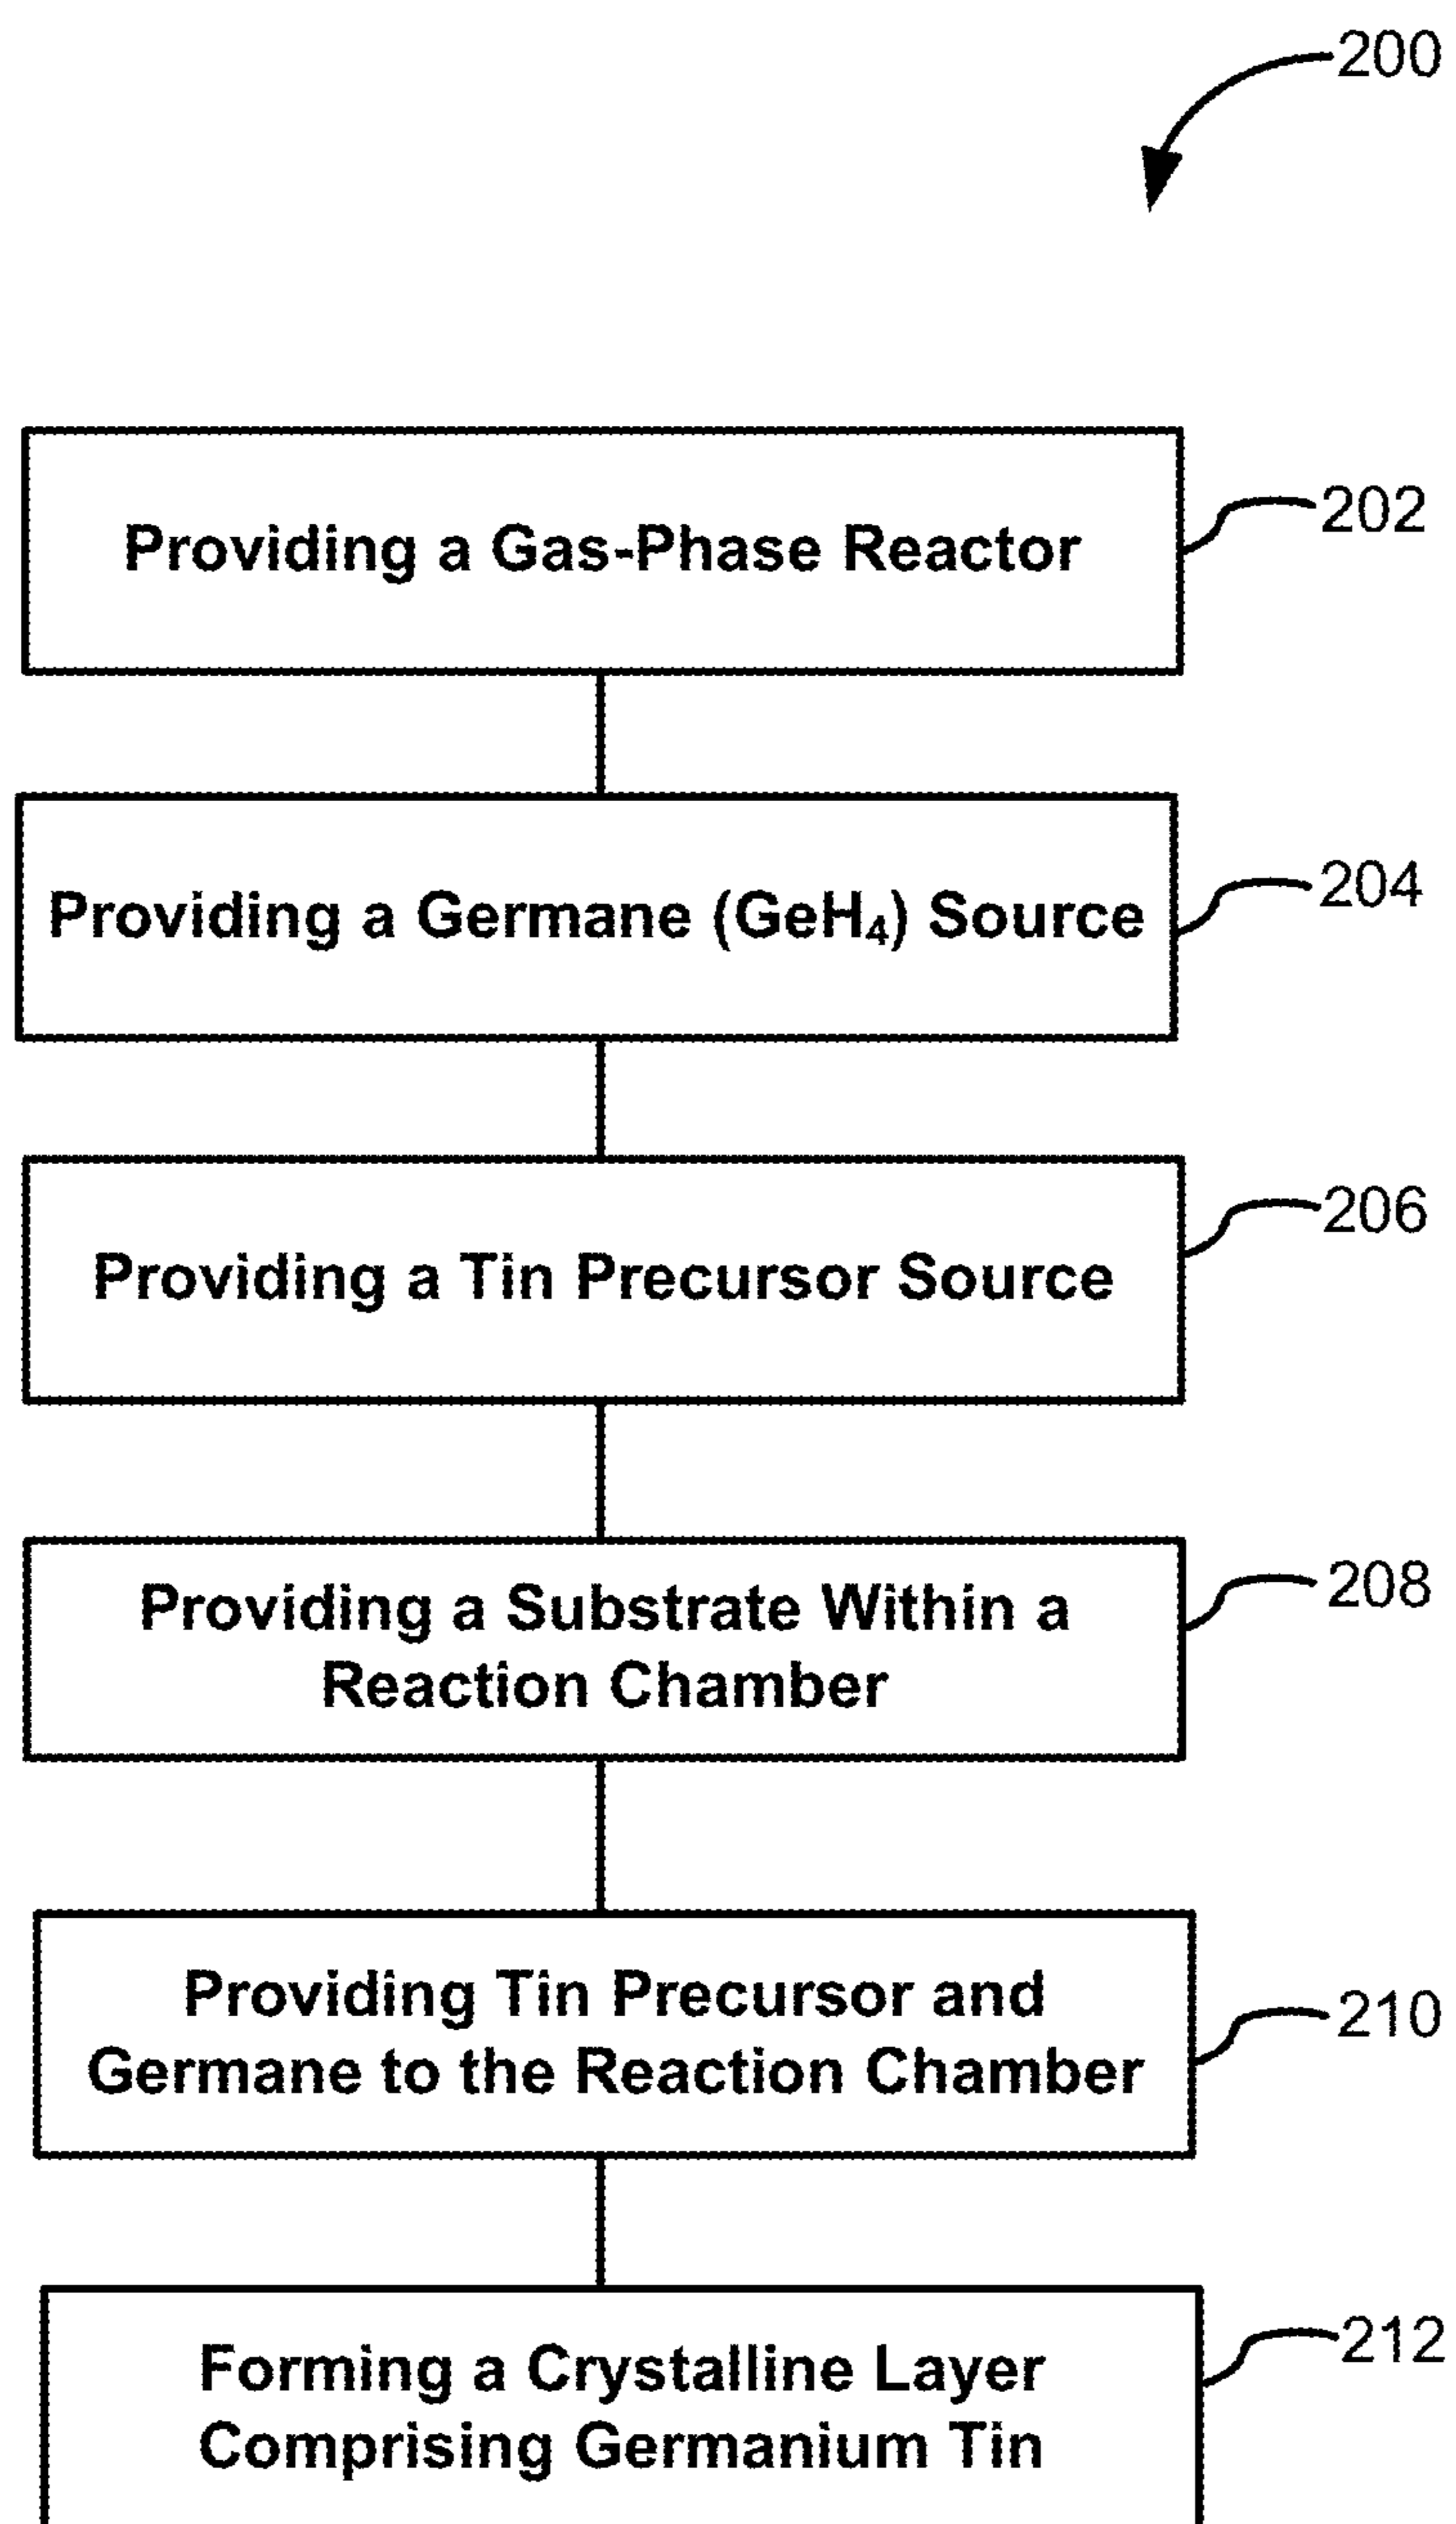 200
Providing a Gas-Phase Reactor
202
Providing a Germane (GeH₄) Source
204
Providing a Tin Precursor Source
206
Providing a Substrate Within a
Reaction Chamber
208
Providing Tin Precursor and
Germane to the Reaction Chamber
210
Forming a Crystalline Layer
Comprising Germanium Tin
212